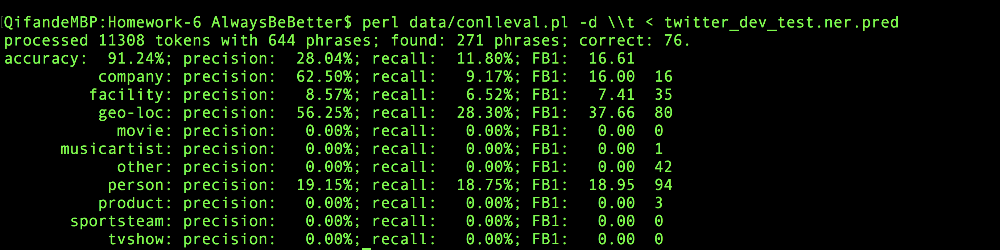 QifandeMBP:Homework-6 AlwaysBeBetter$ perl data/conlleval.pl -d \\t < twitter_dev_test.ner.pred
processed 11308 tokens with 644 phrases; found: 271 phrases; correct: 76.
accuracy:  91.24%; precision:  28.04%; recall:  11.80%; FB1:  16.61
          company: precision:  62.50%; recall:   9.17%; FB1:  16.00  16
         facility: precision:   8.57%; recall:   6.52%; FB1:   7.41  35
          geo-loc: precision:  56.25%; recall:  28.30%; FB1:  37.66  80
            movie: precision:   0.00%; recall:   0.00%; FB1:   0.00  0
      musicartist: precision:   0.00%; recall:   0.00%; FB1:   0.00  1
            other: precision:   0.00%; recall:   0.00%; FB1:   0.00  42
           person: precision:  19.15%; recall:  18.75%; FB1:  18.95  94
          product: precision:   0.00%; recall:   0.00%; FB1:   0.00  3
       sportsteam: precision:   0.00%; recall:   0.00%; FB1:   0.00  0
           tvshow: precision:   0.00%; recall:   0.00%; FB1:   0.00  0